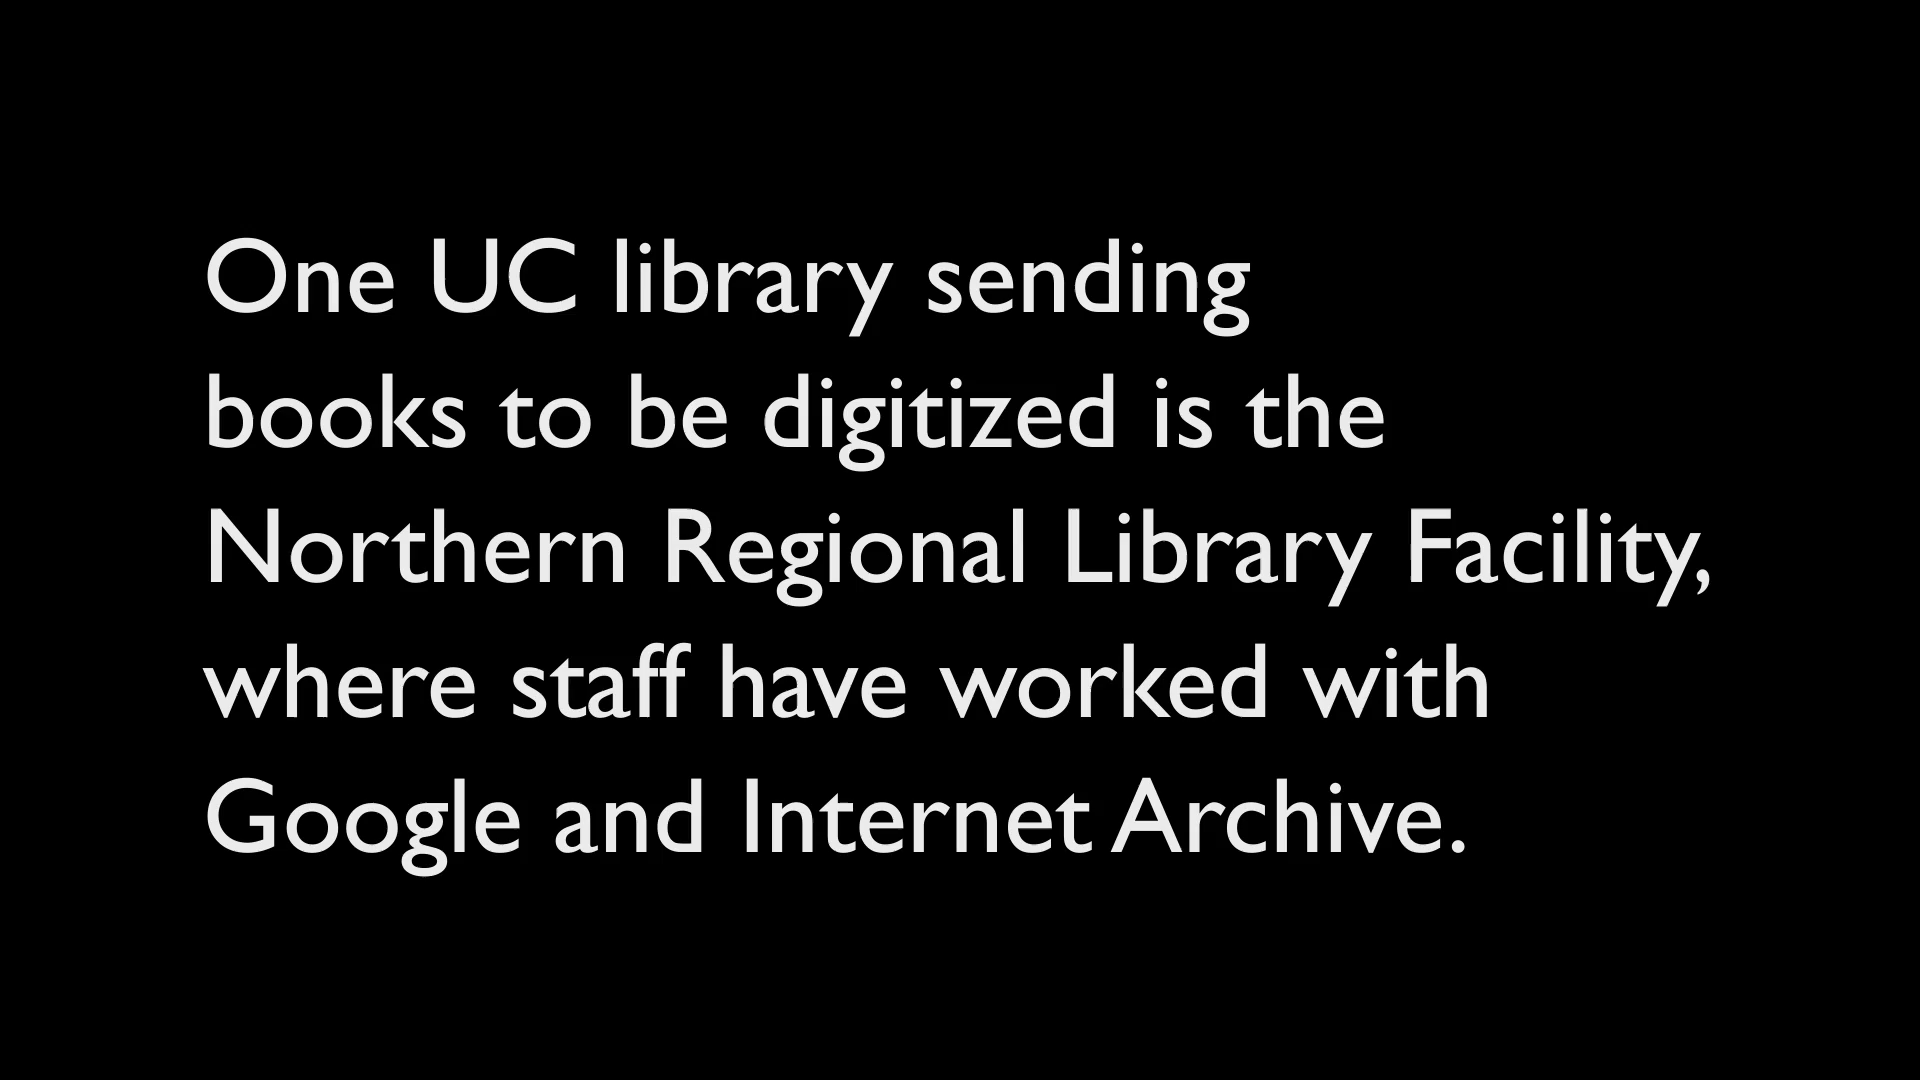 One UC library sending
books to be digitized is the
Northern Regional Library Facility,
where staff have worked with
Google and Internet Archive.